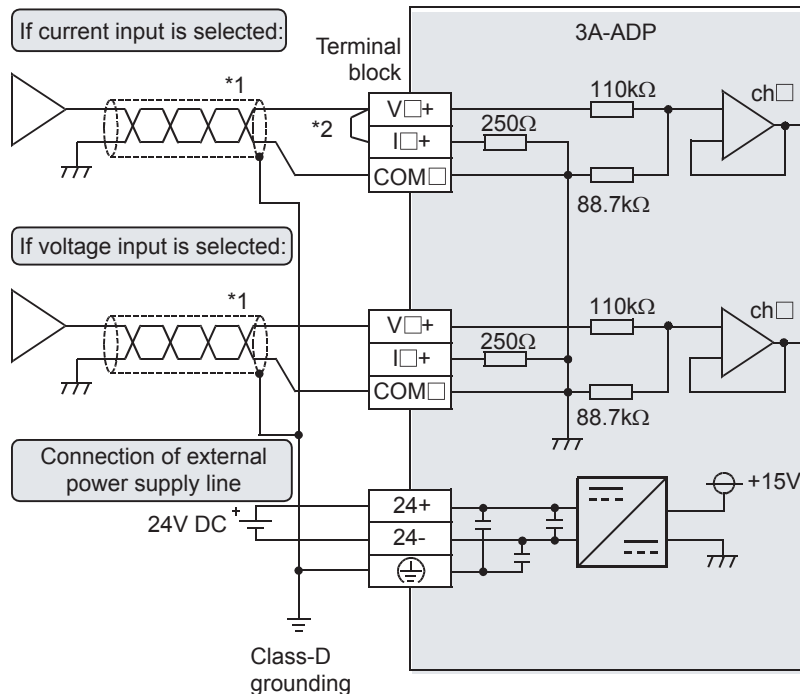 If current input is selected:
3A-ADP
Terminal
block
*1
*2
V□+
I□+
COM□
110kΩ
250Ω
88.7kΩ
ch□
If voltage input is selected:
*1
V□+
I□+
COM□
110kΩ
250Ω
88.7kΩ
ch□
Connection of external
power supply line
24V DC
+
24+
24-
+15V
Class-D
grounding